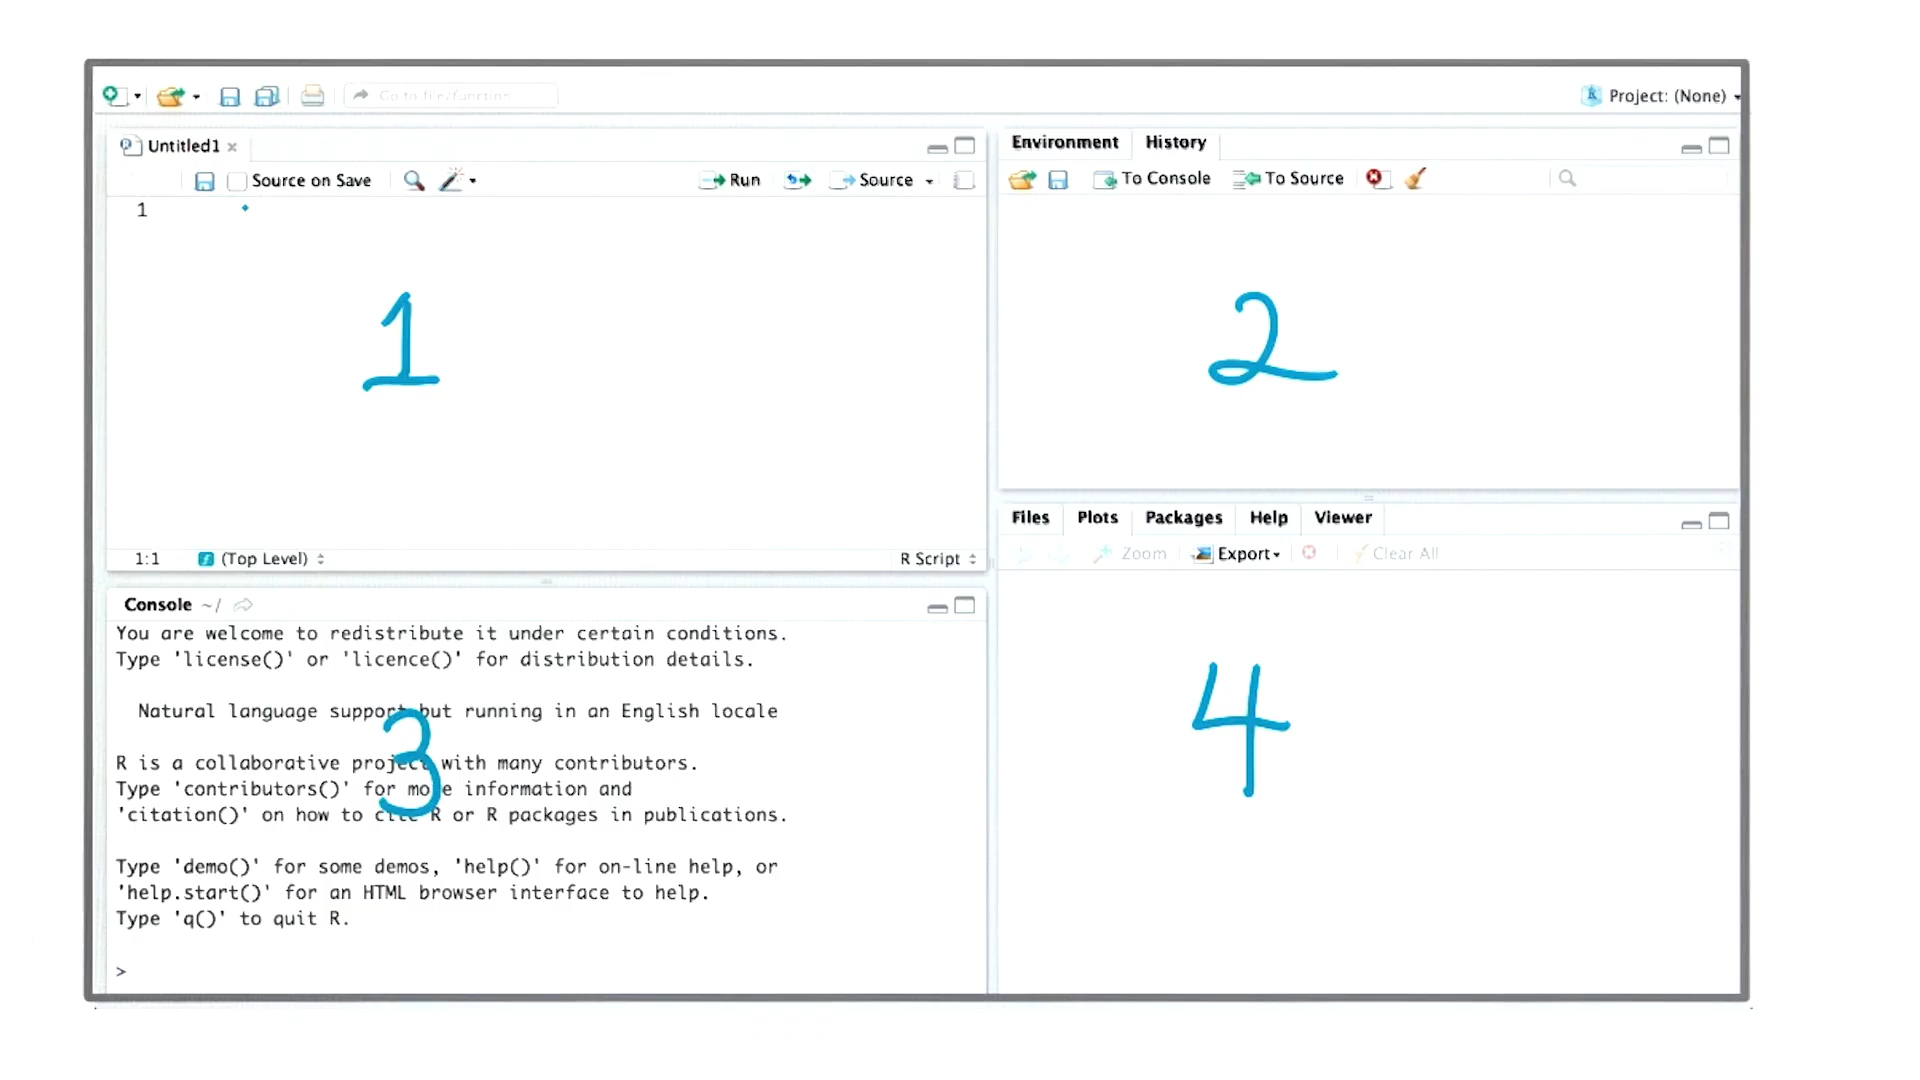 Go to file/function
Project: (None)
Untitled1
Source on Save
Run
Source
1
1
1:1
(Top Level)
R Script
Environment
History
To Console
To Source
2
Console ~/
You are welcome to redistribute it under certain conditions.
Type 'license()' or 'licence()' for distribution details.
Natural language support but running in an English locale
R is a collaborative project with many contributors.
Type 'contributors()' for more information and
'citation()' on how to cite R or R packages in publications.
Type 'demo()' for some demos, 'help()' for on-line help, or
'help.start()' for an HTML browser interface to help.
Type 'q()' to quit R.
>
3
Files
Plots
Packages
Help
Viewer
Zoom
Export
Clear All
4